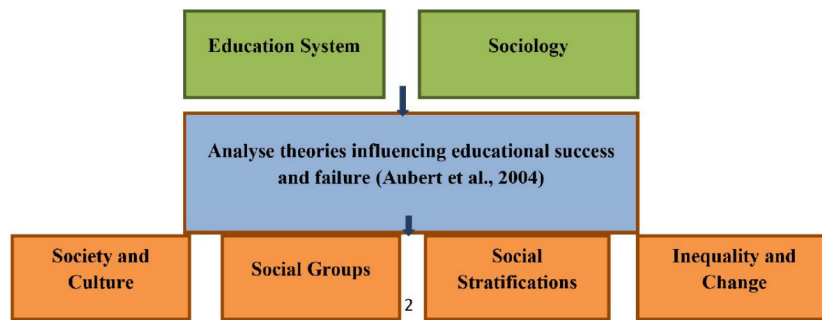 Education System
Sociology
Analyse theories influencing educational success
and failure (Aubert et al., 2004)
Society and
Culture
Social Groups
Social
Stratifications
Inequality and
Change
2